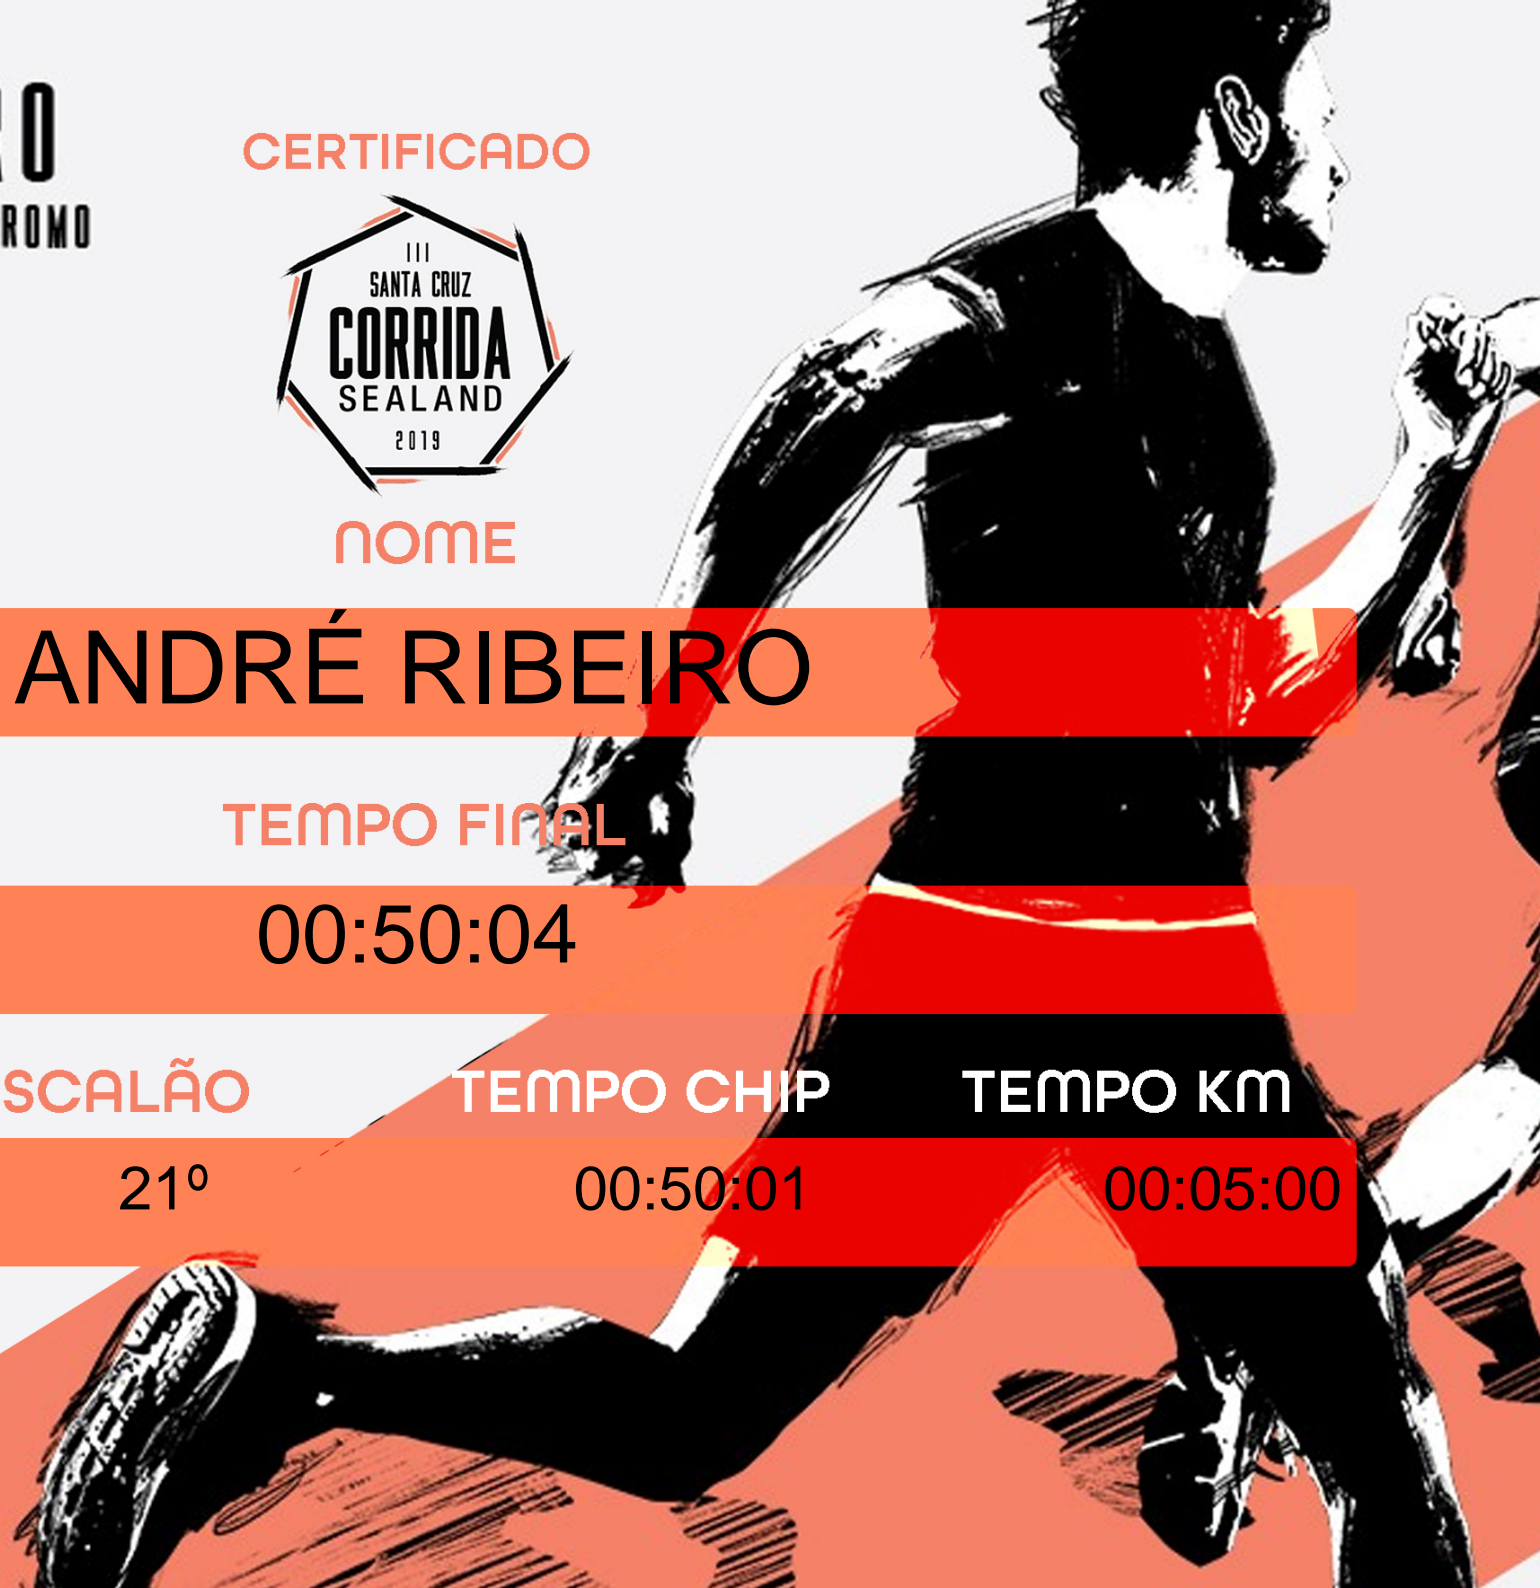 RO
CERTIFICADO
ROMO
III
SANTA CRUZ
CORRIDA
SEALAND
2019
NOME
ANDRÉ RIBEIRO
TEMPO FINAL
00:50:04
SCALÃO TEMPO CHIP TEMPO KM
21º 00:50:01 00:05:00